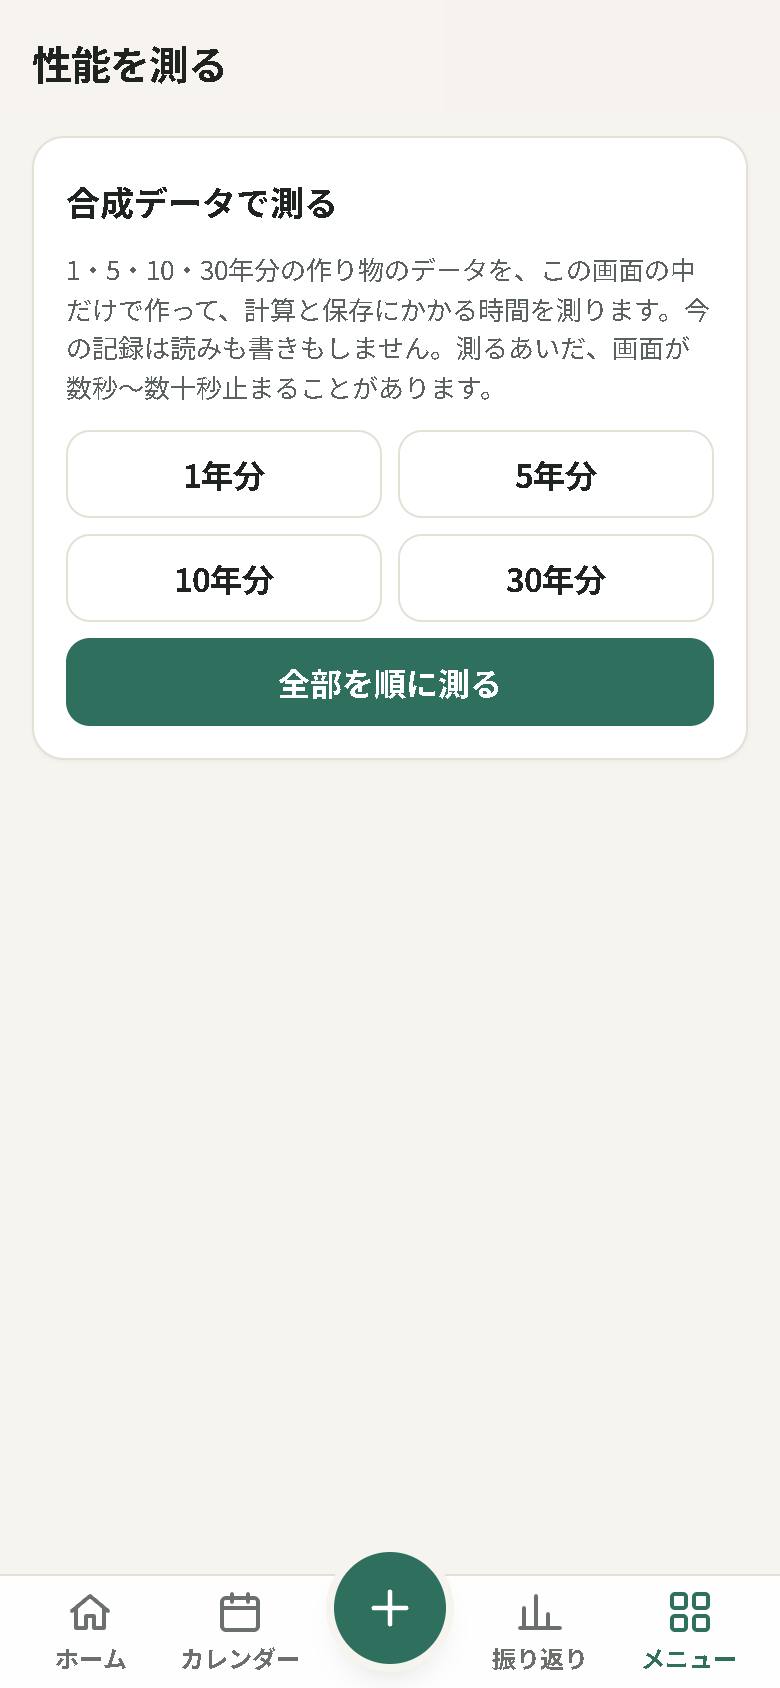 性能を測る
合成データで測る
1・5・10・30年分の作り物のデータを、この画面の中
だけで作って、計算と保存にかかる時間を測ります。今
の記録は読みも書きもしません。測るあいだ、画面が
数秒〜数十秒止まることがあります。
1年分
5年分
10年分
30年分
全部を順に測る
ホーム
カレンダー
振り返り
メニュー